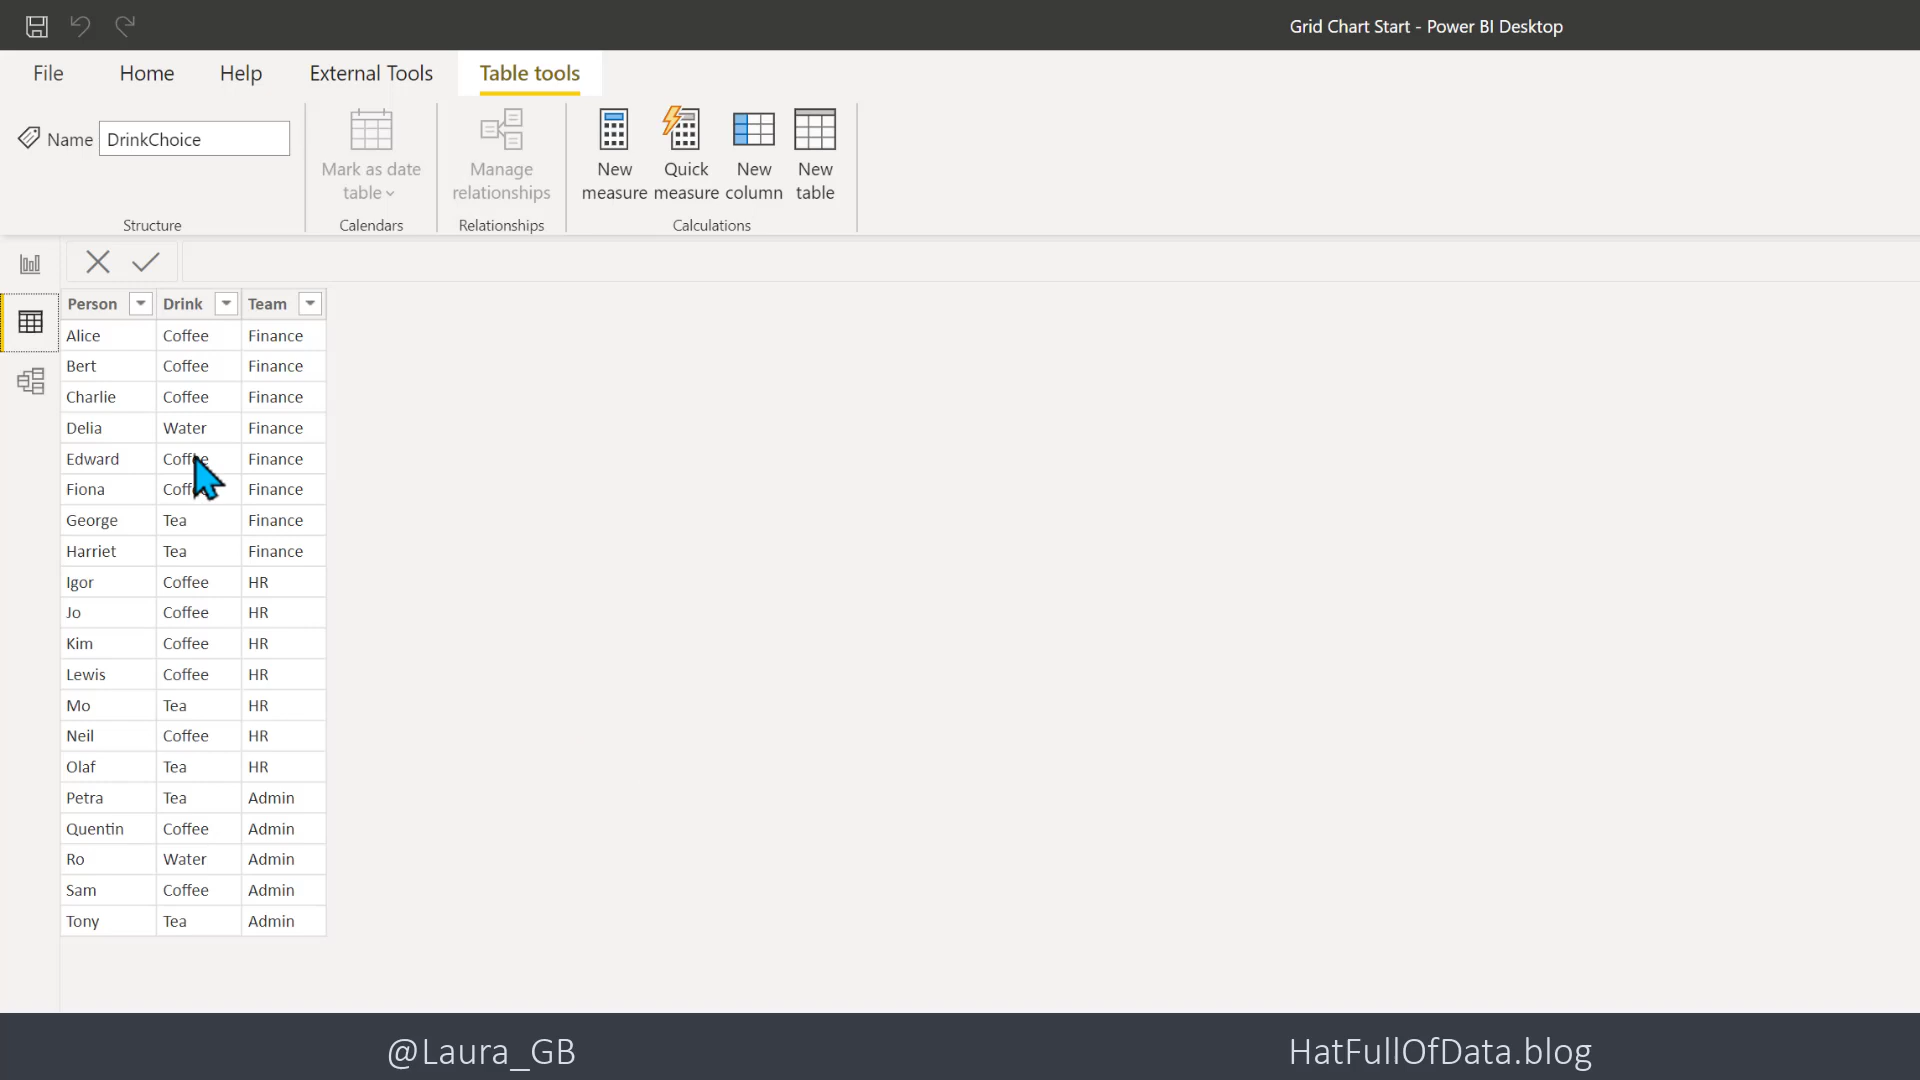 Grid Chart Start - Power BI Desktop
File Home Help External Tools Table tools
Name DrinkChoice
Mark as date table
Manage relationships
New measure
Quick measure
New column
New table
Structure Calendars Relationships Calculations
Person Drink Team
Alice Coffee Finance
Bert Coffee Finance
Charlie Coffee Finance
Delia Water Finance
Edward Coffee Finance
Fiona Coffee Finance
George Tea Finance
Harriet Tea Finance
Igor Coffee HR
Jo Coffee HR
Kim Coffee HR
Lewis Coffee HR
Mo Tea HR
Neil Coffee HR
Olaf Tea HR
Petra Tea Admin
Quentin Coffee Admin
Ro Water Admin
Sam Coffee Admin
Tony Tea Admin
@Laura_GB HatFullOfData.blog